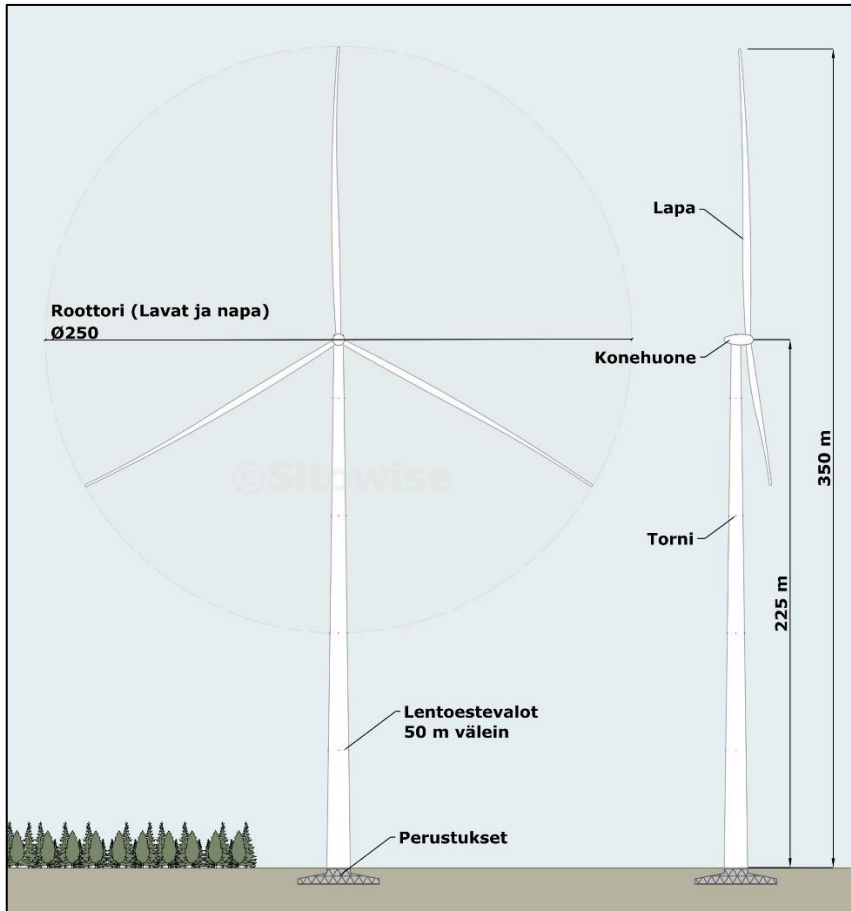 Lapa
Roottori (Lavat ja napa)
Ø250
Konehuone
350 m
©Sitowise
Torni
225 m
Lentoestevalot
50 m välein
Perustukset